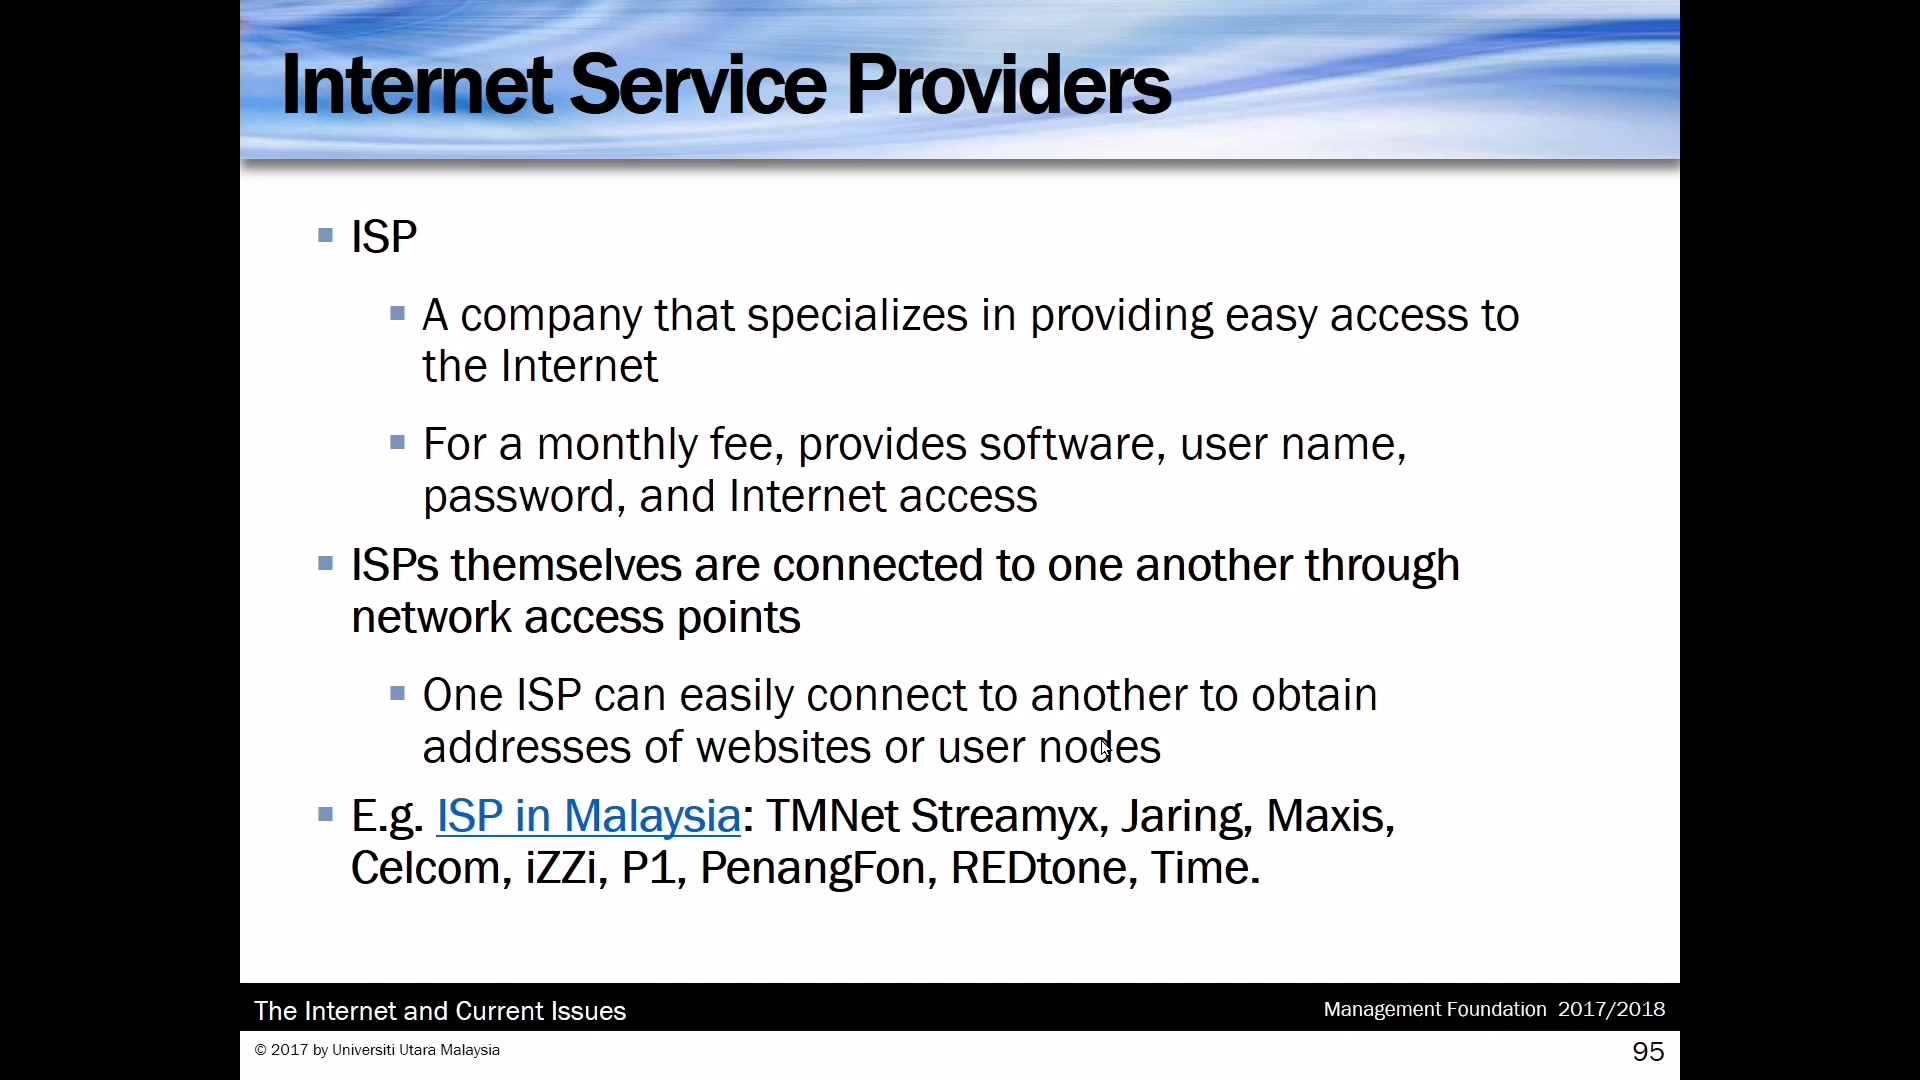 Internet Service Providers
ISP
A company that specializes in providing easy access to
the Internet
For a monthly fee, provides software, user name,
password, and Internet access
ISPs themselves are connected to one another through
network access points
One ISP can easily connect to another to obtain
addresses of websites or user nodes
E.g. ISP in Malaysia: TMNet Streamyx, Jaring, Maxis,
Celcom, iZZi, P1, PenangFon, REDtone, Time.
The Internet and Current Issues
Management Foundation 2017/2018
© 2017 by Universiti Utara Malaysia
95